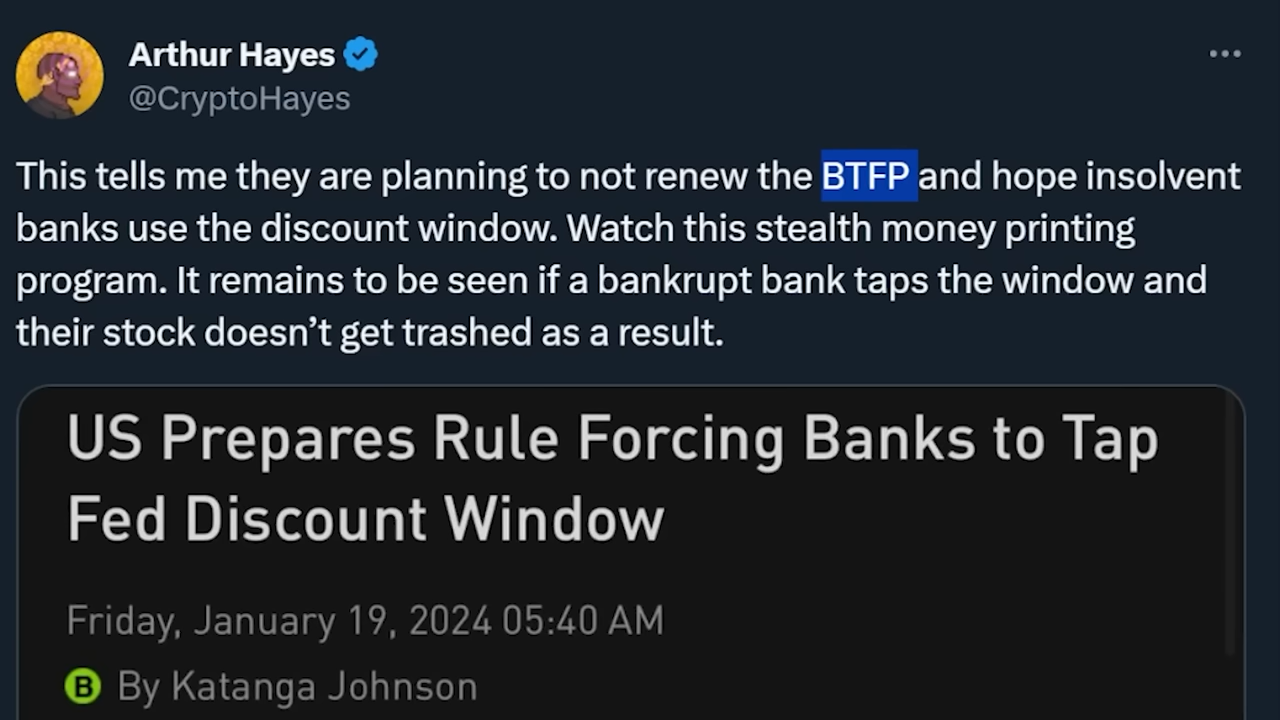 Arthur Hayes
@CryptoHayes
This tells me they are planning to not renew the BTFP and hope insolvent
banks use the discount window. Watch this stealth money printing
program. It remains to be seen if a bankrupt bank taps the window and
their stock doesn’t get trashed as a result.
US Prepares Rule Forcing Banks to Tap
Fed Discount Window
Friday, January 19, 2024 05:40 AM
B By Katanga Johnson